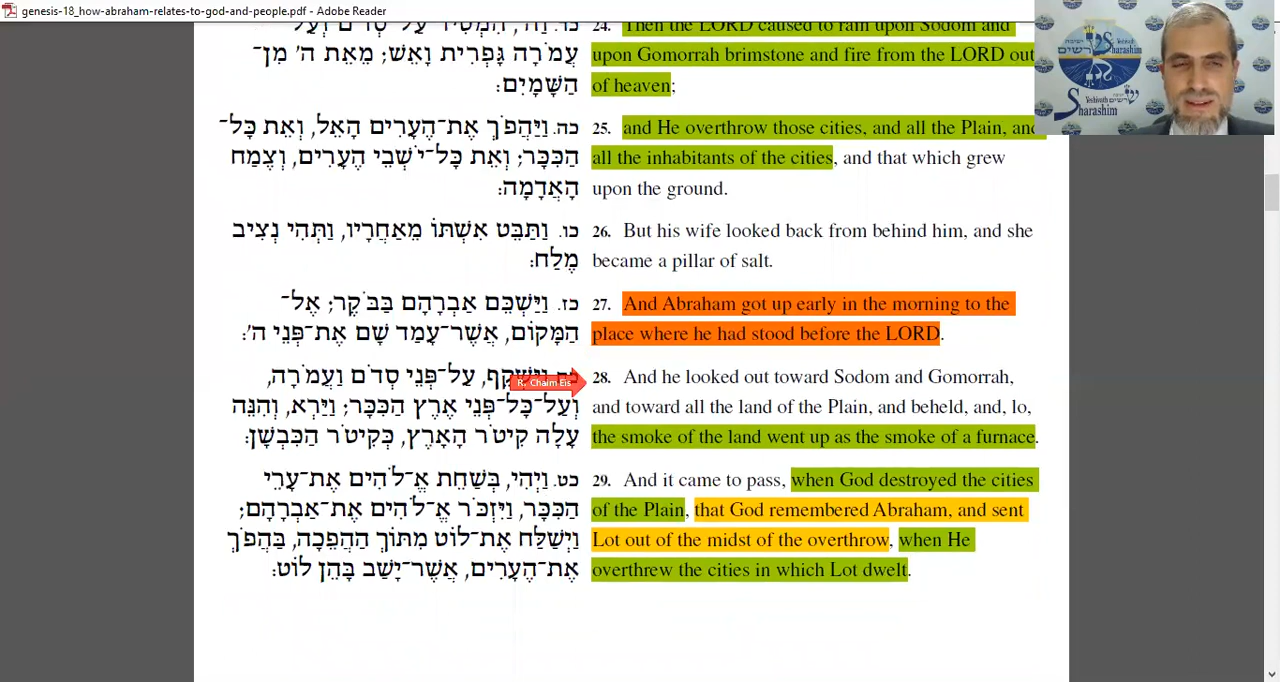 genesis-18_how-abraham-relates-to-god-and-people.pdf - Adobe Reader
כד. וַה', הִמְטִיר עַל־סְדֹם וְעַל־
עֲמֹרָה גׇּפְרִית וָאֵשׁ; מֵאֵת ה' מִן־
הַשָּׁמָיִם:
24. Then the LORD caused to rain upon Sodom and
upon Gomorrah brimstone and fire from the LORD out
of heaven;
כה. וַיַּהֲפֹךְ אֶת־הֶעָרִים הָאֵל, וְאֵת כׇּל־
הַכִּכָּר; וְאֵת כׇּל־יֹשְׁבֵי הֶעָרִים, וְצֶמַח
הָאֲדָמָה:
25. and He overthrow those cities, and all the Plain, and
all the inhabitants of the cities, and that which grew
upon the ground.
כו. וַתַּבֵּט אִשְׁתּוֹ מֵאַחֲרָיו, וַתְּהִי נְצִיב
מֶלַח:
26. But his wife looked back from behind him, and she
became a pillar of salt.
כז. וַיַּשְׁכֵּם אַבְרָהָם בַּבֹּקֶר; אֶל־
הַמָּקוֹם, אֲשֶׁר־עָמַד שָׁם אֶת־פְּנֵי ה':
27. And Abraham got up early in the morning to the
place where he had stood before the LORD.
וַיַּשְׁקֵף, עַל־פְּנֵי סְדֹם וַעֲמֹרָה,
וְעַל־כׇּל־פְּנֵי אֶרֶץ הַכִּכָּר; וַיַּרְא, וְהִנֵּה
עָלָה קִיטֹר הָאָרֶץ, כְּקִיטֹר הַכִּבְשָׁן:
R. Chaim Eis
28. And he looked out toward Sodom and Gomorrah,
and toward all the land of the Plain, and beheld, and, lo,
the smoke of the land went up as the smoke of a furnace.
כט. וַיְהִי, בְּשַׁחֵת אֱ־לֹהִים אֶת־עָרֵי
הַכִּכָּר, וַיִּזְכֹּר אֱ־לֹהִים אֶת־אַבְרָהָם;
וַיְשַׁלַּח אֶת־לוֹט מִתּוֹךְ הַהֲפֵכָה, בַּהֲפֹךְ
אֶת־הֶעָרִים, אֲשֶׁר־יָשַׁב בָּהֵן לוֹט:
29. And it came to pass, when God destroyed the cities
of the Plain, that God remembered Abraham, and sent
Lot out of the midst of the overthrow, when He
overthrew the cities in which Lot dwelt.
ישיבת שרשים
Yeshivath Sharashim
Sharashim